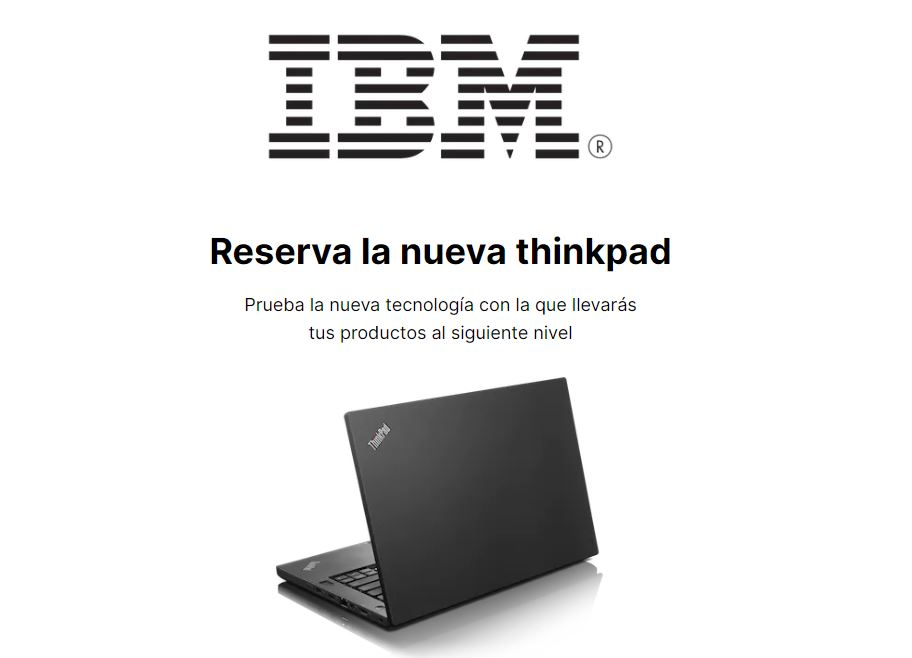 IBM®
Reserva la nueva thinkpad
Prueba la nueva tecnología con la que llevarás
tus productos al siguiente nivel
ThinkPad
ThinkPad